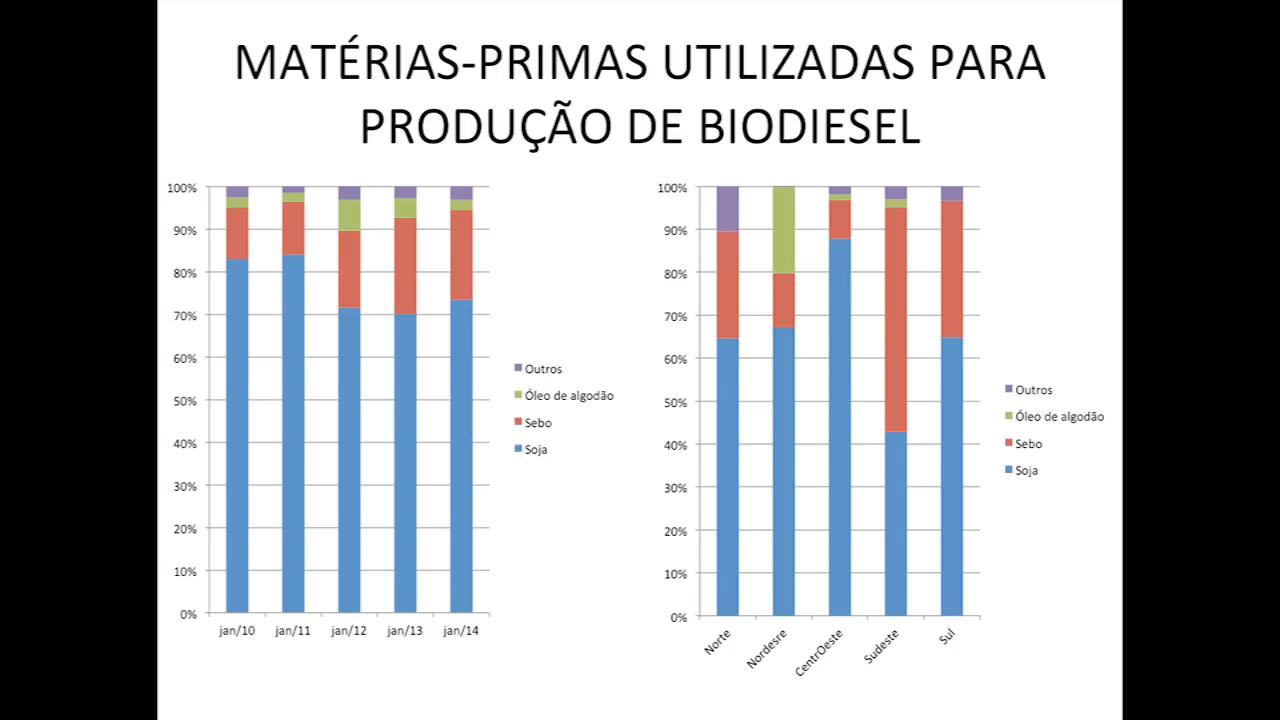 MATÉRIAS-PRIMAS UTILIZADAS PARA
PRODUÇÃO DE BIODIESEL
100%
90%
80%
70%
60%
50%
40%
30%
20%
10%
0%
jan/10
jan/11
jan/12
jan/13
jan/14
Outros
Óleo de algodão
Sebo
Soja
100%
90%
80%
70%
60%
50%
40%
30%
20%
10%
0%
Norte
Nordesre
CentrOeste
Sudeste
Sul
Outros
Óleo de algodão
Sebo
Soja